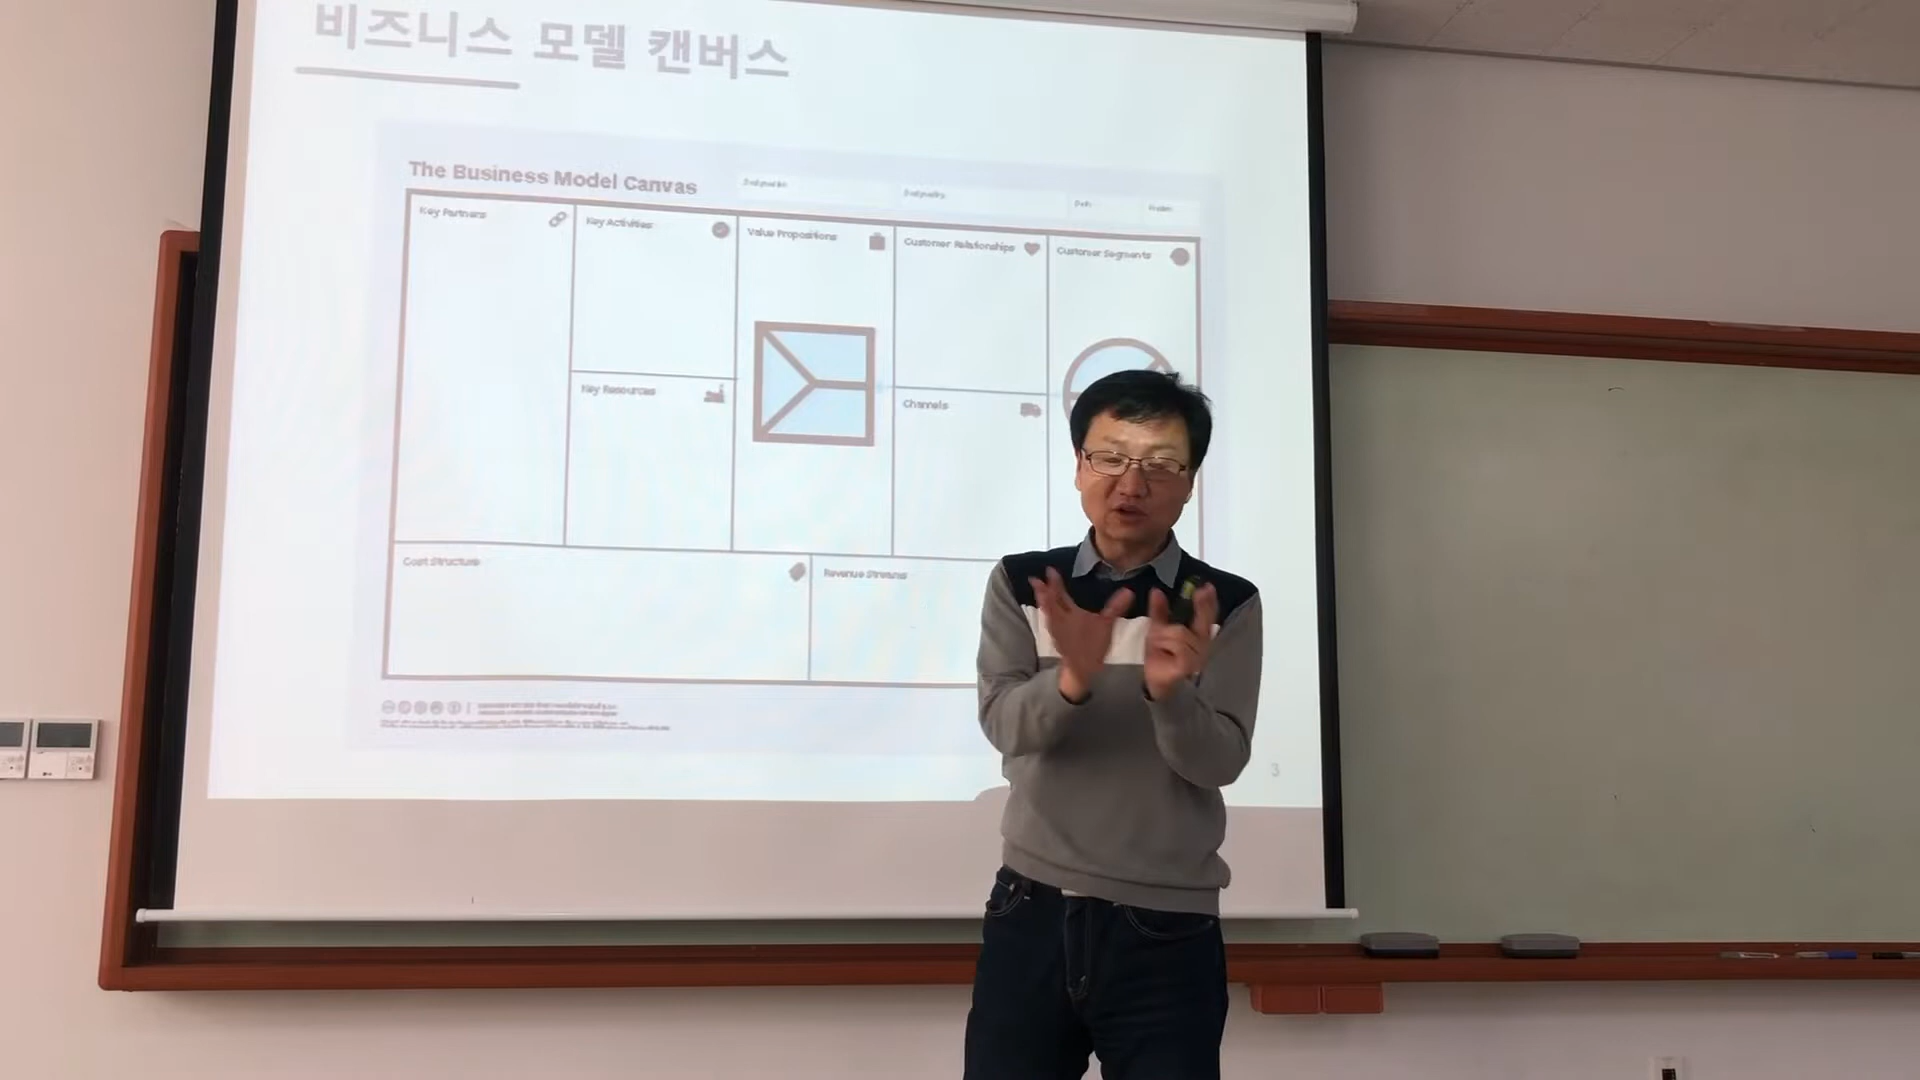 비즈니스 모델 캔버스
The Business Model Canvas
Key Partners
Key Activities
Value Propositions
Customer Relationships
Customer Segments
Key Resources
Channels
Cost Structure
Revenue Streams
3